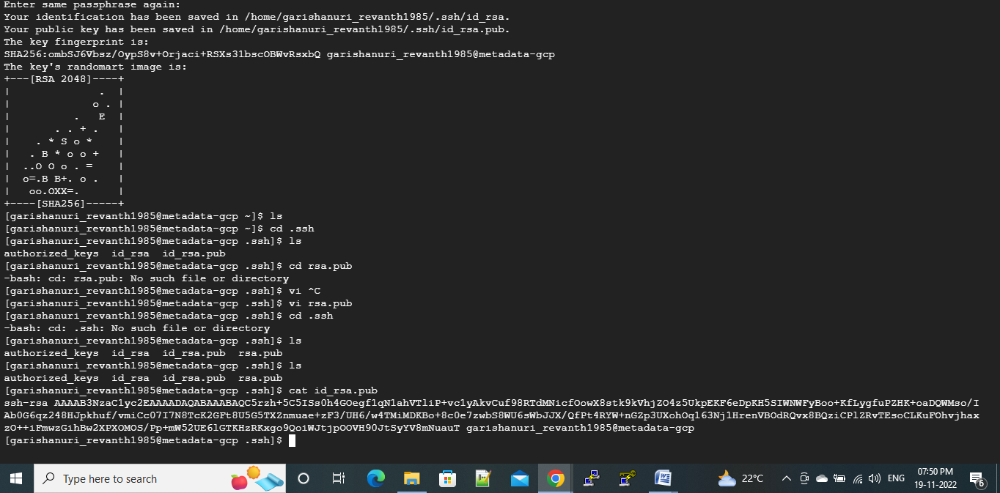 Enter same passphrase again:
Your identification has been saved in /home/garishanuri_revanth1985/.ssh/id_rsa.
Your public key has been saved in /home/garishanuri_revanth1985/.ssh/id_rsa.pub.
The key fingerprint is:
SHA256:ombSJ6Vbsz/OypS8v+Orjaci+RSXs31bscOBWvRsxbQ garishanuri_revanth1985@metadata-gcp
The key's randomart image is:
+---[RSA 2048]----+
|              .  |
|             o . |
|          .   E  |
|       . . + .   |
|    . * S o *    |
|   . B * o o +   |
|  ..O O o . =    |
|  o=.B B+. o .   |
|   oo.OXX=.      |
+----[SHA256]-----+
[garishanuri_revanth1985@metadata-gcp ~]$ ls
[garishanuri_revanth1985@metadata-gcp ~]$ cd .ssh
[garishanuri_revanth1985@metadata-gcp .ssh]$ ls
authorized_keys  id_rsa  id_rsa.pub
[garishanuri_revanth1985@metadata-gcp .ssh]$ cd rsa.pub
-bash: cd: rsa.pub: No such file or directory
[garishanuri_revanth1985@metadata-gcp .ssh]$ vi ^C
[garishanuri_revanth1985@metadata-gcp .ssh]$ vi rsa.pub
[garishanuri_revanth1985@metadata-gcp .ssh]$ cd .ssh
-bash: cd: .ssh: No such file or directory
[garishanuri_revanth1985@metadata-gcp .ssh]$ ls
authorized_keys  id_rsa  id_rsa.pub  rsa.pub
[garishanuri_revanth1985@metadata-gcp .ssh]$ ls
authorized_keys  id_rsa  id_rsa.pub  rsa.pub
[garishanuri_revanth1985@metadata-gcp .ssh]$ cat id_rsa.pub
ssh-rsa AAAAB3NzaC1yc2EAAAADAQABAAABAQC5rzh+5C5ISs0h4GOegf1qN1ahVTliP+vc1yAkvCuf98RTdMNicfOowX8stk9kVhjZO4z5UkpEKF6eDpKH5SIWNWFyBoo+KfLygfuPZHK+oaDQWMso/I
Ab0G6qz248HJpkhuf/vmiCc07I7N8TcK2GFt8U5G5TXZnmuae+zF3/UH6/w4TMiMDKBo+8c0e7zwbS8WU6sWbJJX/QfPt4RYW+nGZp3UXohOq163Nj1HrenVBOdRQvx8BQziCPlZRvTEsoCLKuFOhvjhax
zO++iFmwzGihBw2XPXOMOS/Pp+mW52UE6lGTKHzRKxgo9QoiWJtjpOOVH90JtSyYV8mNuauT garishanuri_revanth1985@metadata-gcp
[garishanuri_revanth1985@metadata-gcp .ssh]$
Type here to search
22°C
ENG
07:50 PM
19-11-2022
6